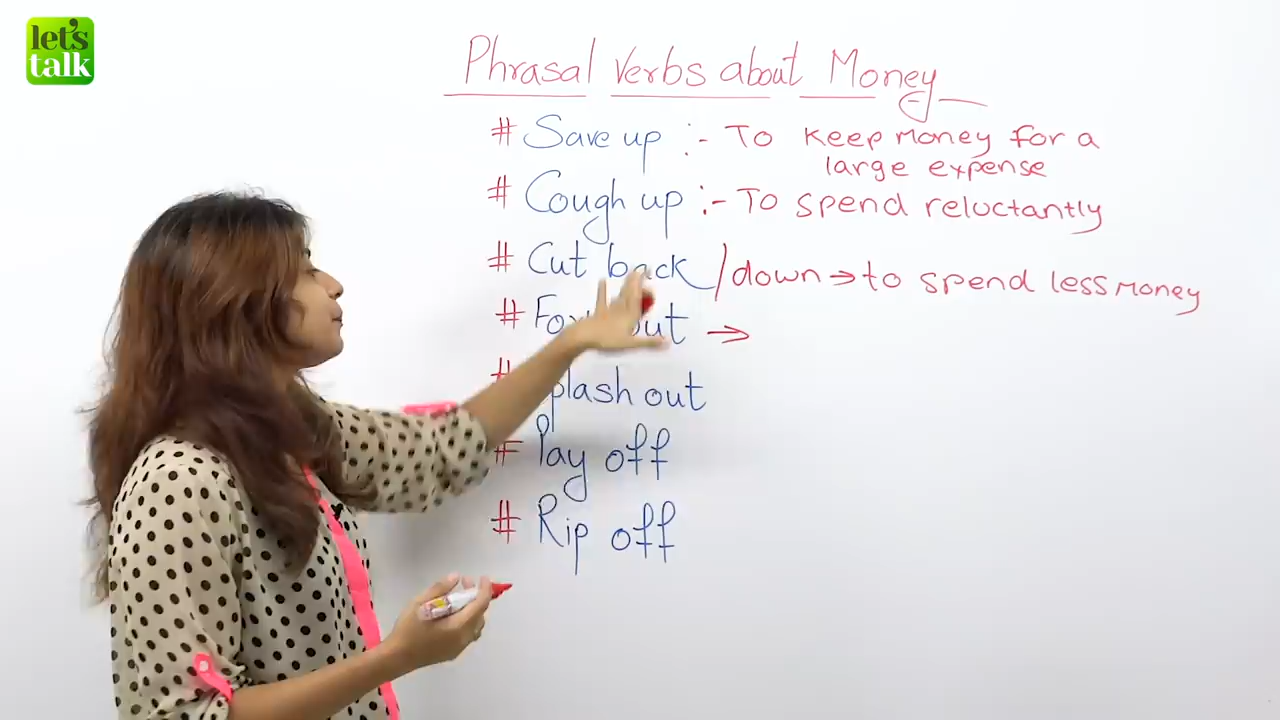 let's
talk
Phrasal Verbs about Money
# Save up :- To keep money for a
large expense
# Cough up :- To spend reluctantly
# Cut back / down → to spend less money
# out →
# plash out
# Pay off
# Rip off